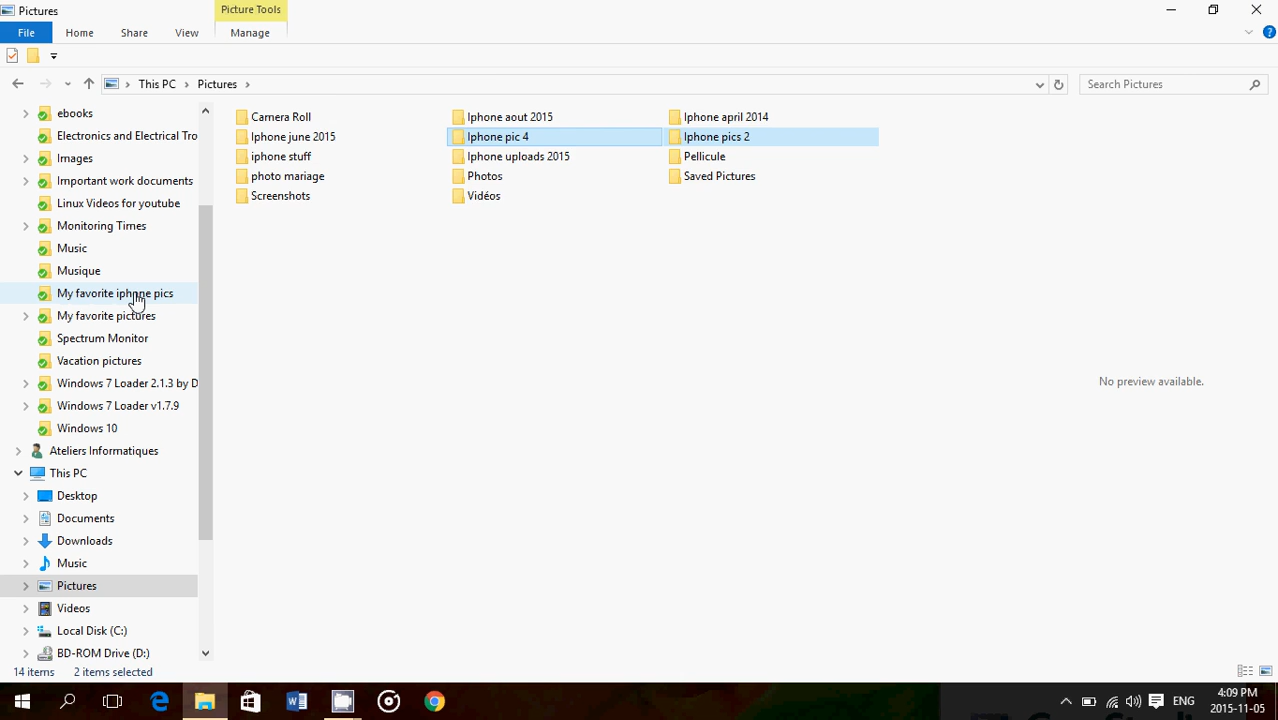 Pictures
Picture Tools
File Home Share View Manage
This PC Pictures Search Pictures
ebooks
Electronics and Electrical Tro
Images
Important work documents
Linux Videos for youtube
Monitoring Times
Music
Musique
My favorite iphone pics
My favorite pictures
Spectrum Monitor
Vacation pictures
Windows 7 Loader 2.1.3 by D
Windows 7 Loader v1.7.9
Windows 10
Ateliers Informatiques
This PC
Desktop
Documents
Downloads
Music
Pictures
Videos
Local Disk (C:)
BD-ROM Drive (D:)
Camera Roll Iphone aout 2015 Iphone april 2014
Iphone june 2015 Iphone pic 4 Iphone pics 2
iphone stuff Iphone uploads 2015 Pellicule
photo mariage Photos Saved Pictures
Screenshots Vidéos
No preview available.
14 items 2 items selected
ENG 4:09 PM
2015-11-05